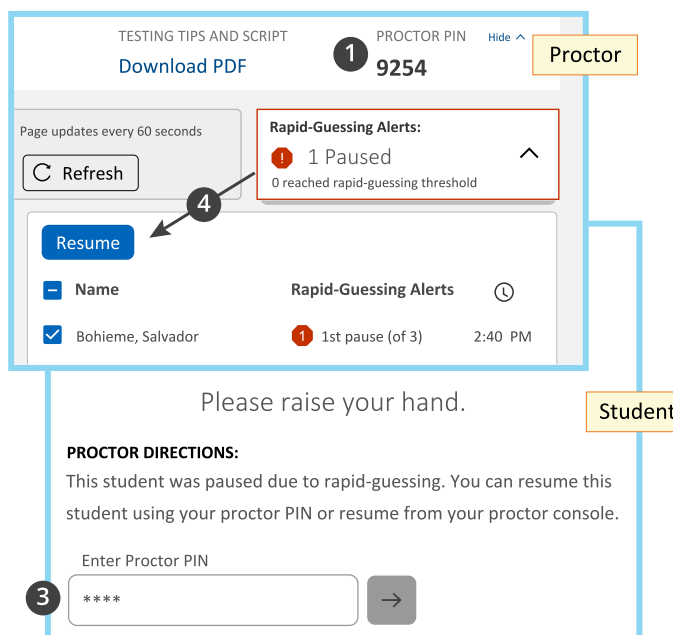 TESTING TIPS AND SCRIPT
Download PDF
1
PROCTOR PIN
Hide
9254
Proctor
Page updates every 60 seconds
Refresh
Rapid-Guessing Alerts:
! 1 Paused
0 reached rapid-guessing threshold
4
Resume
Name Rapid-Guessing Alerts
Bohieme, Salvador 1 1st pause (of 3) 2:40 PM
Please raise your hand.
Student
PROCTOR DIRECTIONS:
This student was paused due to rapid-guessing. You can resume this
student using your proctor PIN or resume from your proctor console.
Enter Proctor PIN
3
****